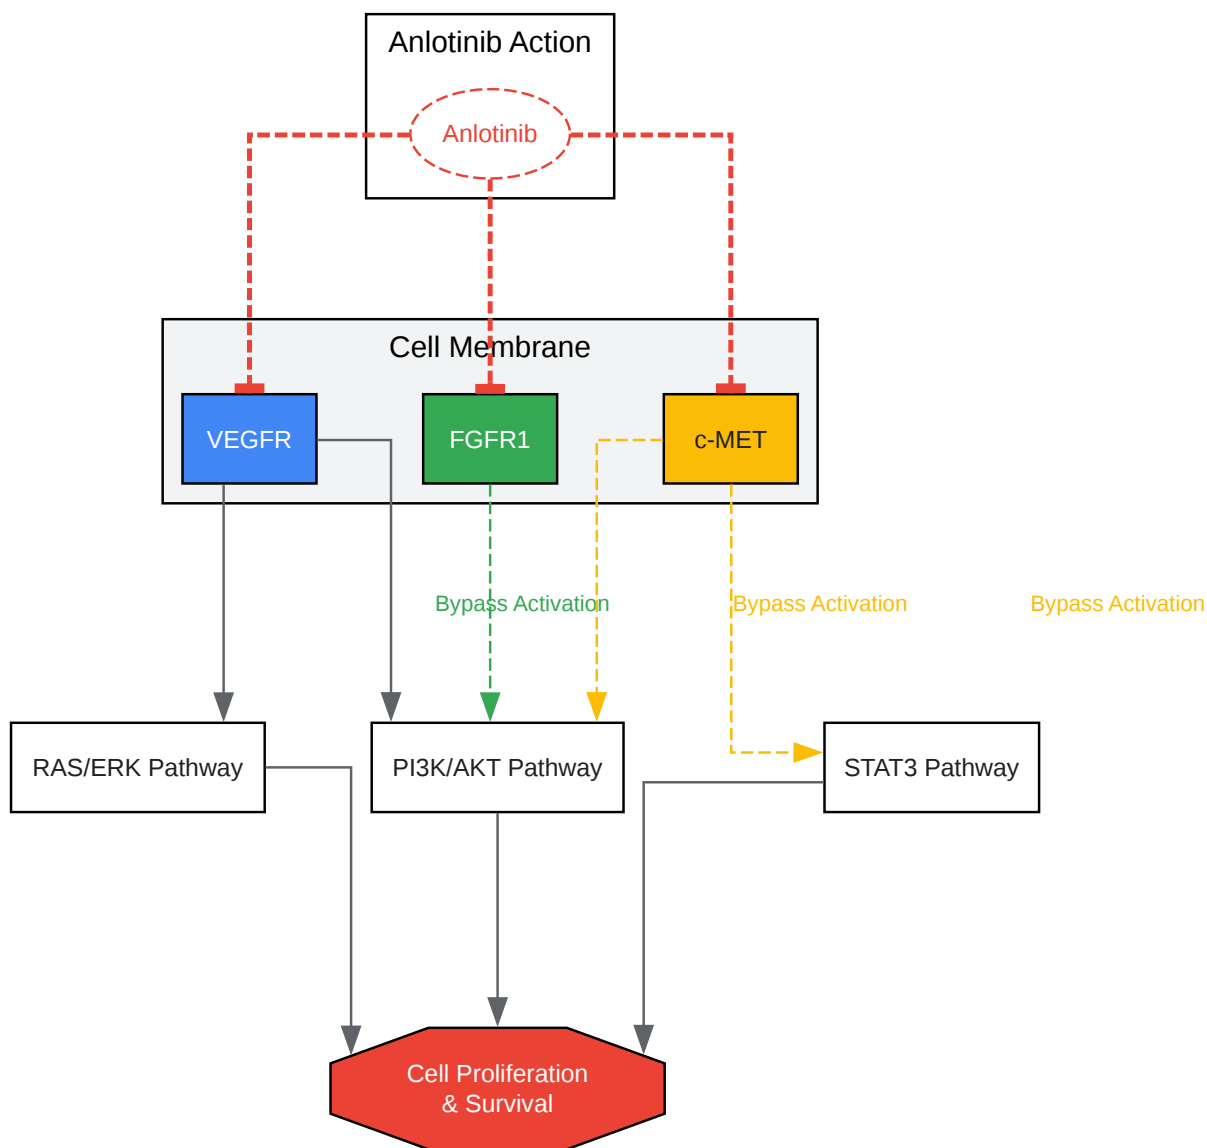 Anlotinib Action
Anlotinib
Cell Membrane
VEGFR
FGFR1
c-MET
Bypass Activation
Bypass Activation
Bypass Activation
RAS/ERK Pathway
PI3K/AKT Pathway
STAT3 Pathway
Cell Proliferation
& Survival